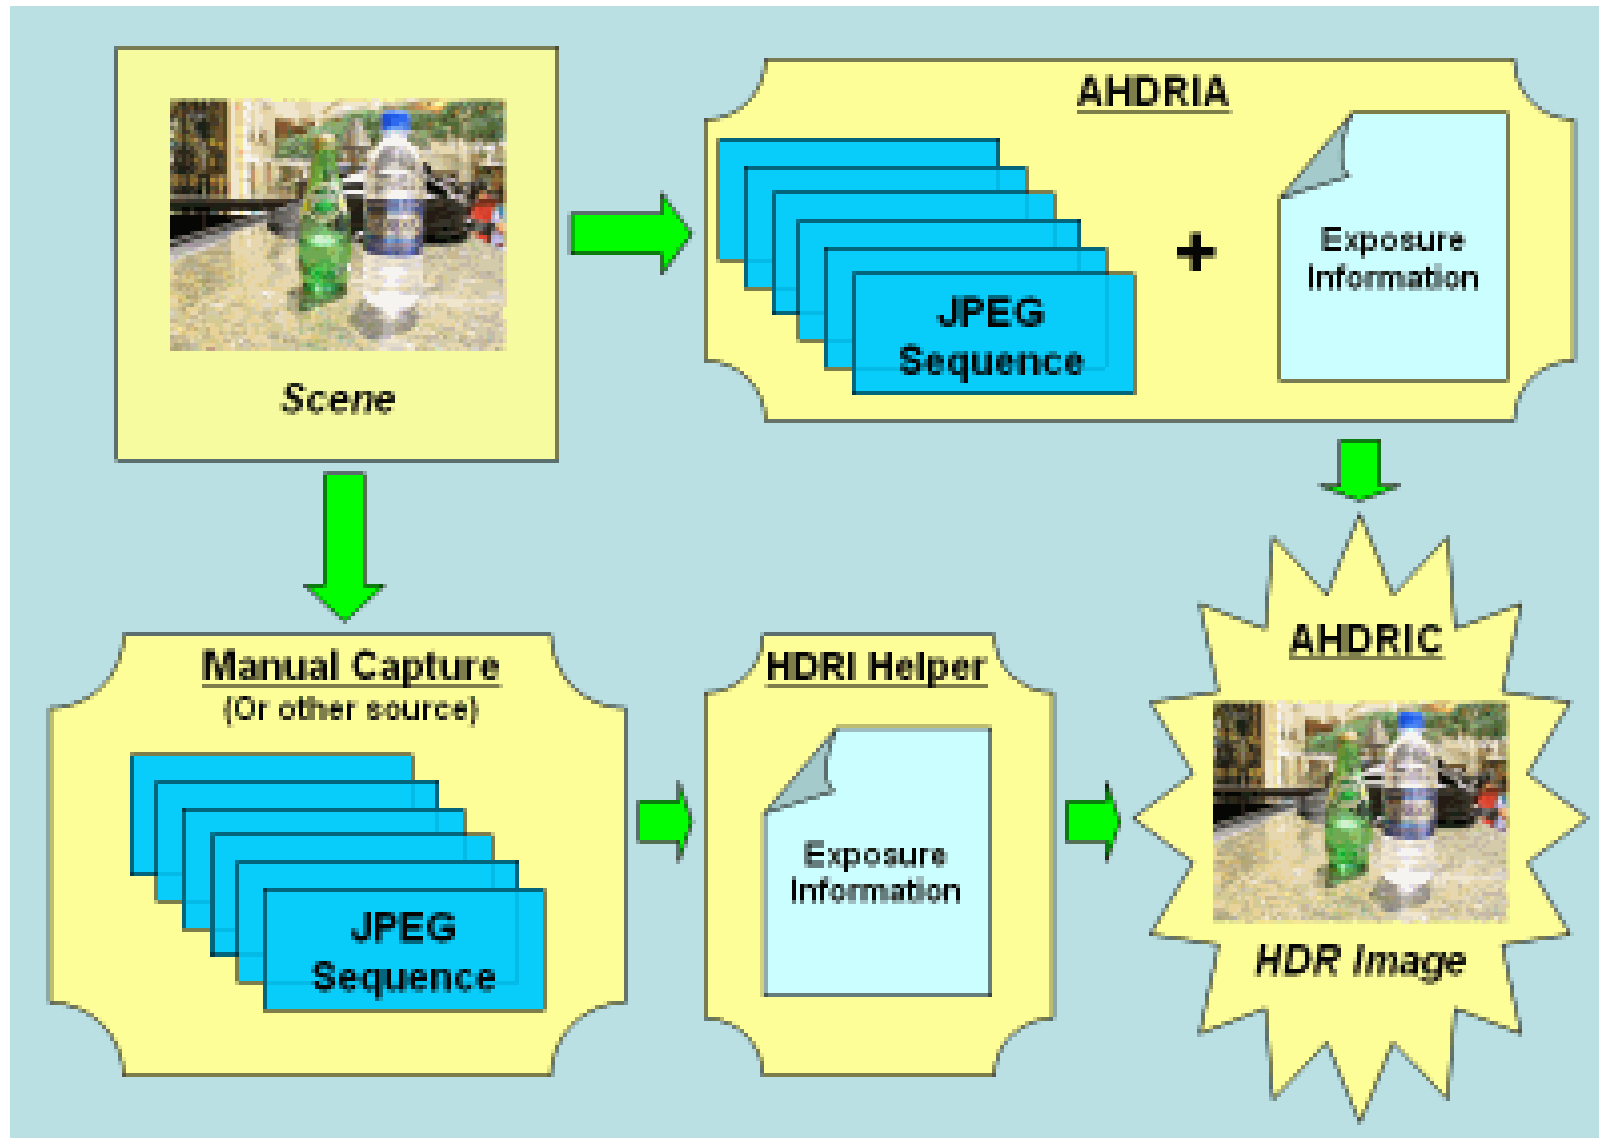 Scene
AHDRIA
JPEG
Sequence
+
Exposure
Information
Manual Capture
(Or other source)
JPEG
Sequence
HDRI Helper
Exposure
Information
AHDRIC
HDR Image